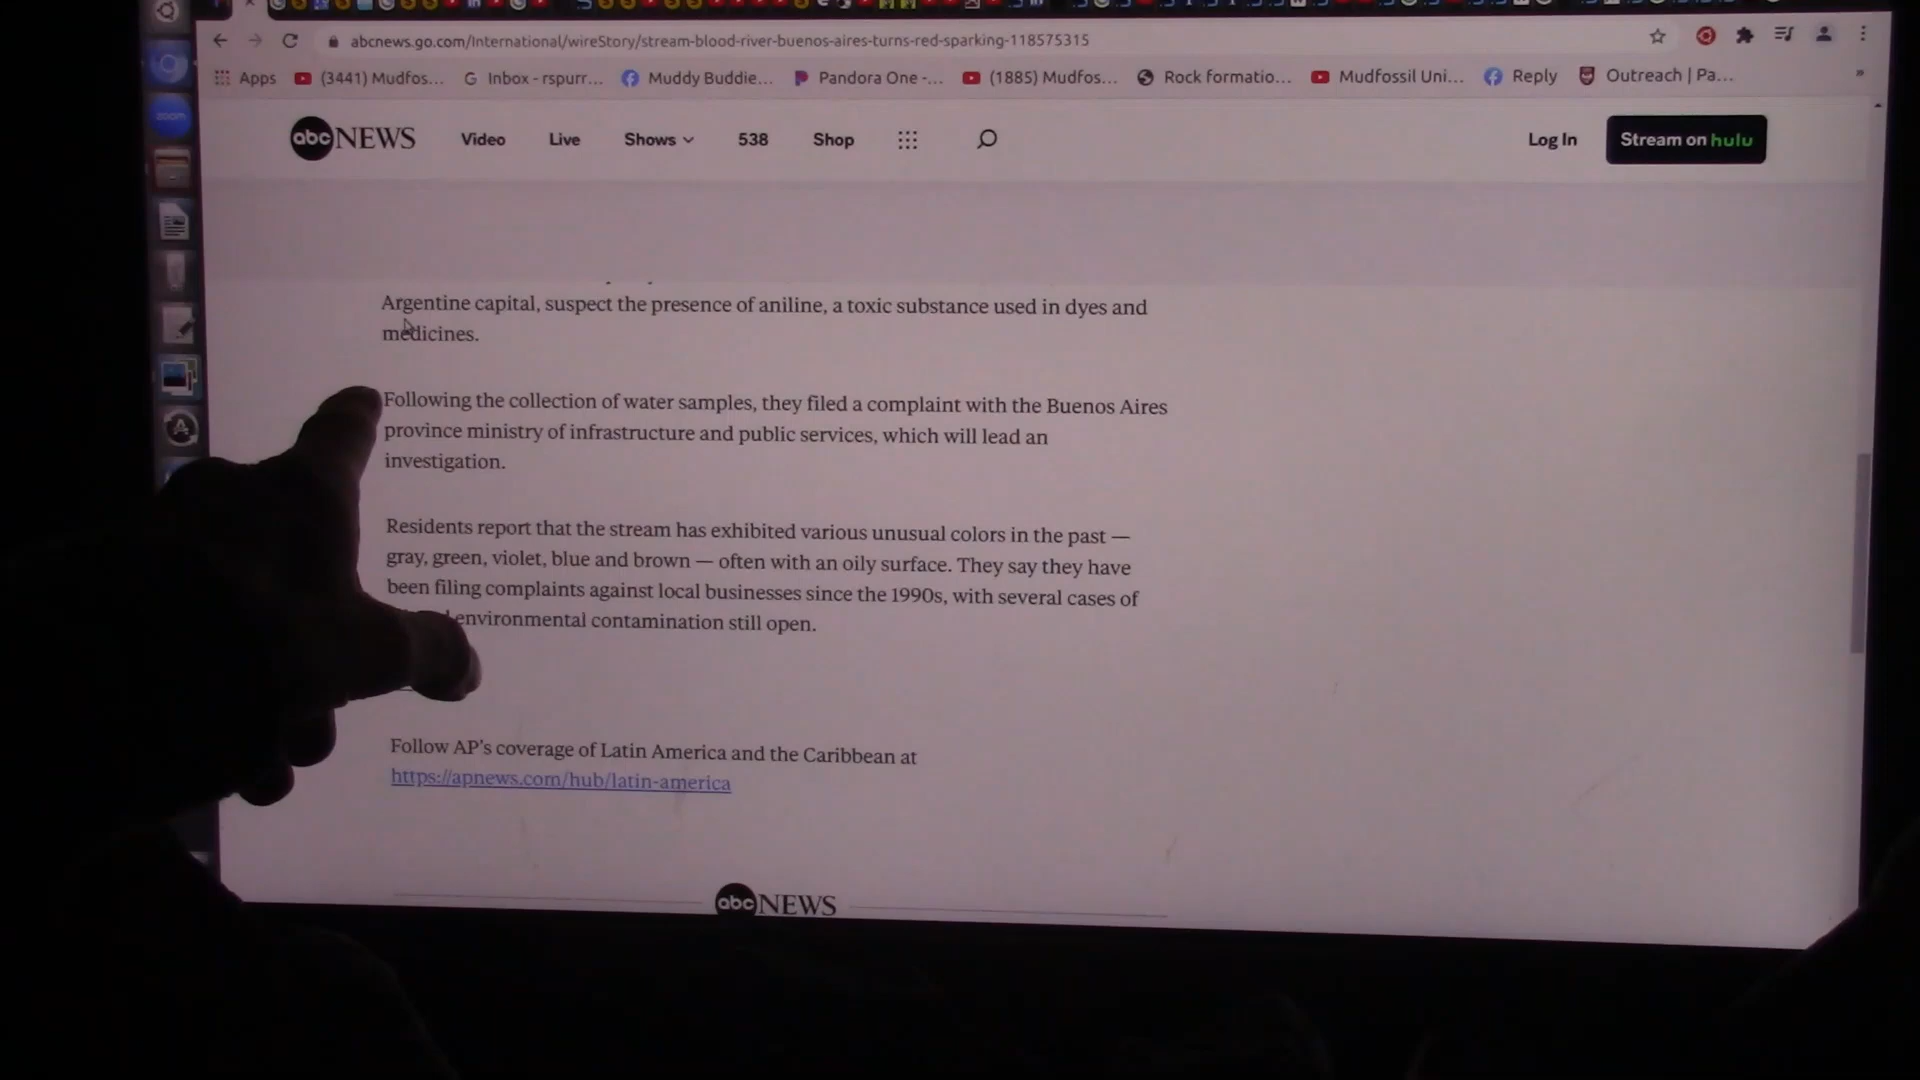 abcnews.go.com/International/wireStory/stream-blood-river-buenos-aires-turns-red-sparking-118575315
Apps (3441) Mudfos... Inbox - rspurr... Muddy Buddie... Pandora One -... (1885) Mudfos... Rock formatio... Mudfossil Uni... Reply Outreach | Pa... »
zoom
abc NEWS Video Live Shows 538 Shop Log In Stream on hulu
Argentine capital, suspect the presence of aniline, a toxic substance used in dyes and
medicines.
Following the collection of water samples, they filed a complaint with the Buenos Aires
province ministry of infrastructure and public services, which will lead an
investigation.
Residents report that the stream has exhibited various unusual colors in the past —
gray, green, violet, blue and brown — often with an oily surface. They say they have
been filing complaints against local businesses since the 1990s, with several cases of
environmental contamination still open.
Follow AP's coverage of Latin America and the Caribbean at
https://apnews.com/hub/latin-america
abc NEWS